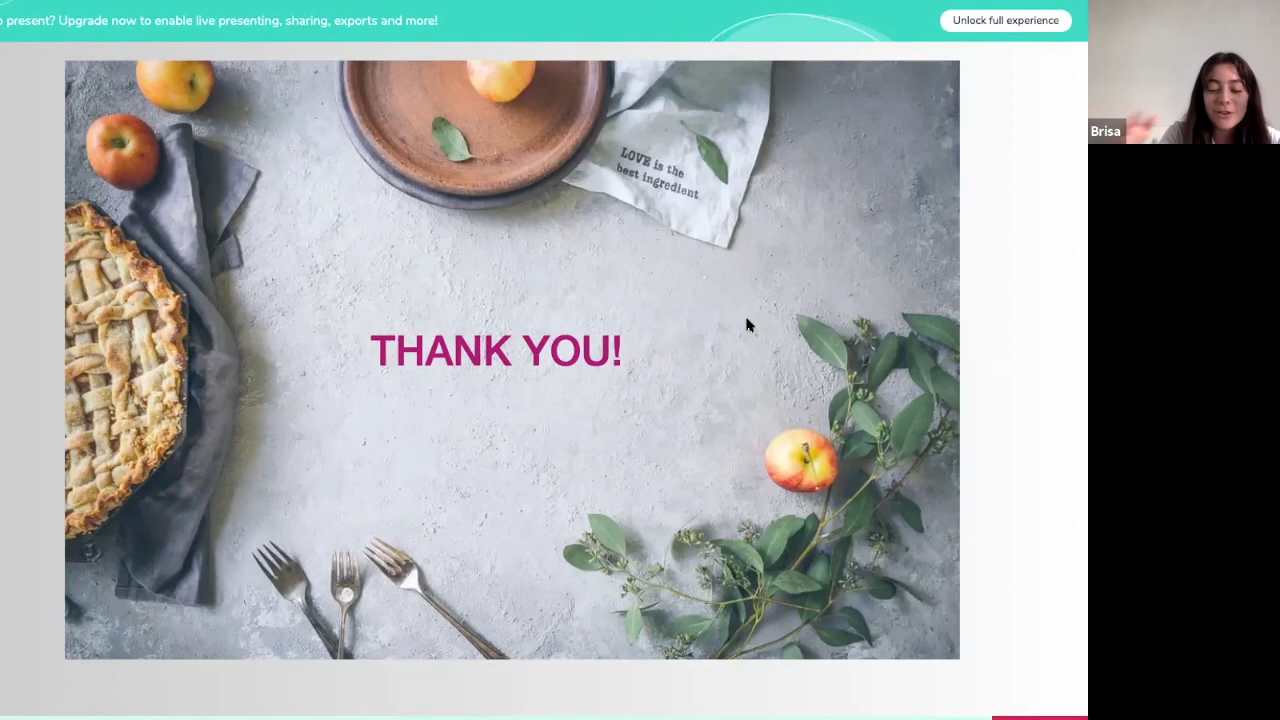 present? Upgrade now to enable live presenting, sharing, exports and more!
Unlock full experience
Brisa
LOVE is the
best ingredient
THANK YOU!